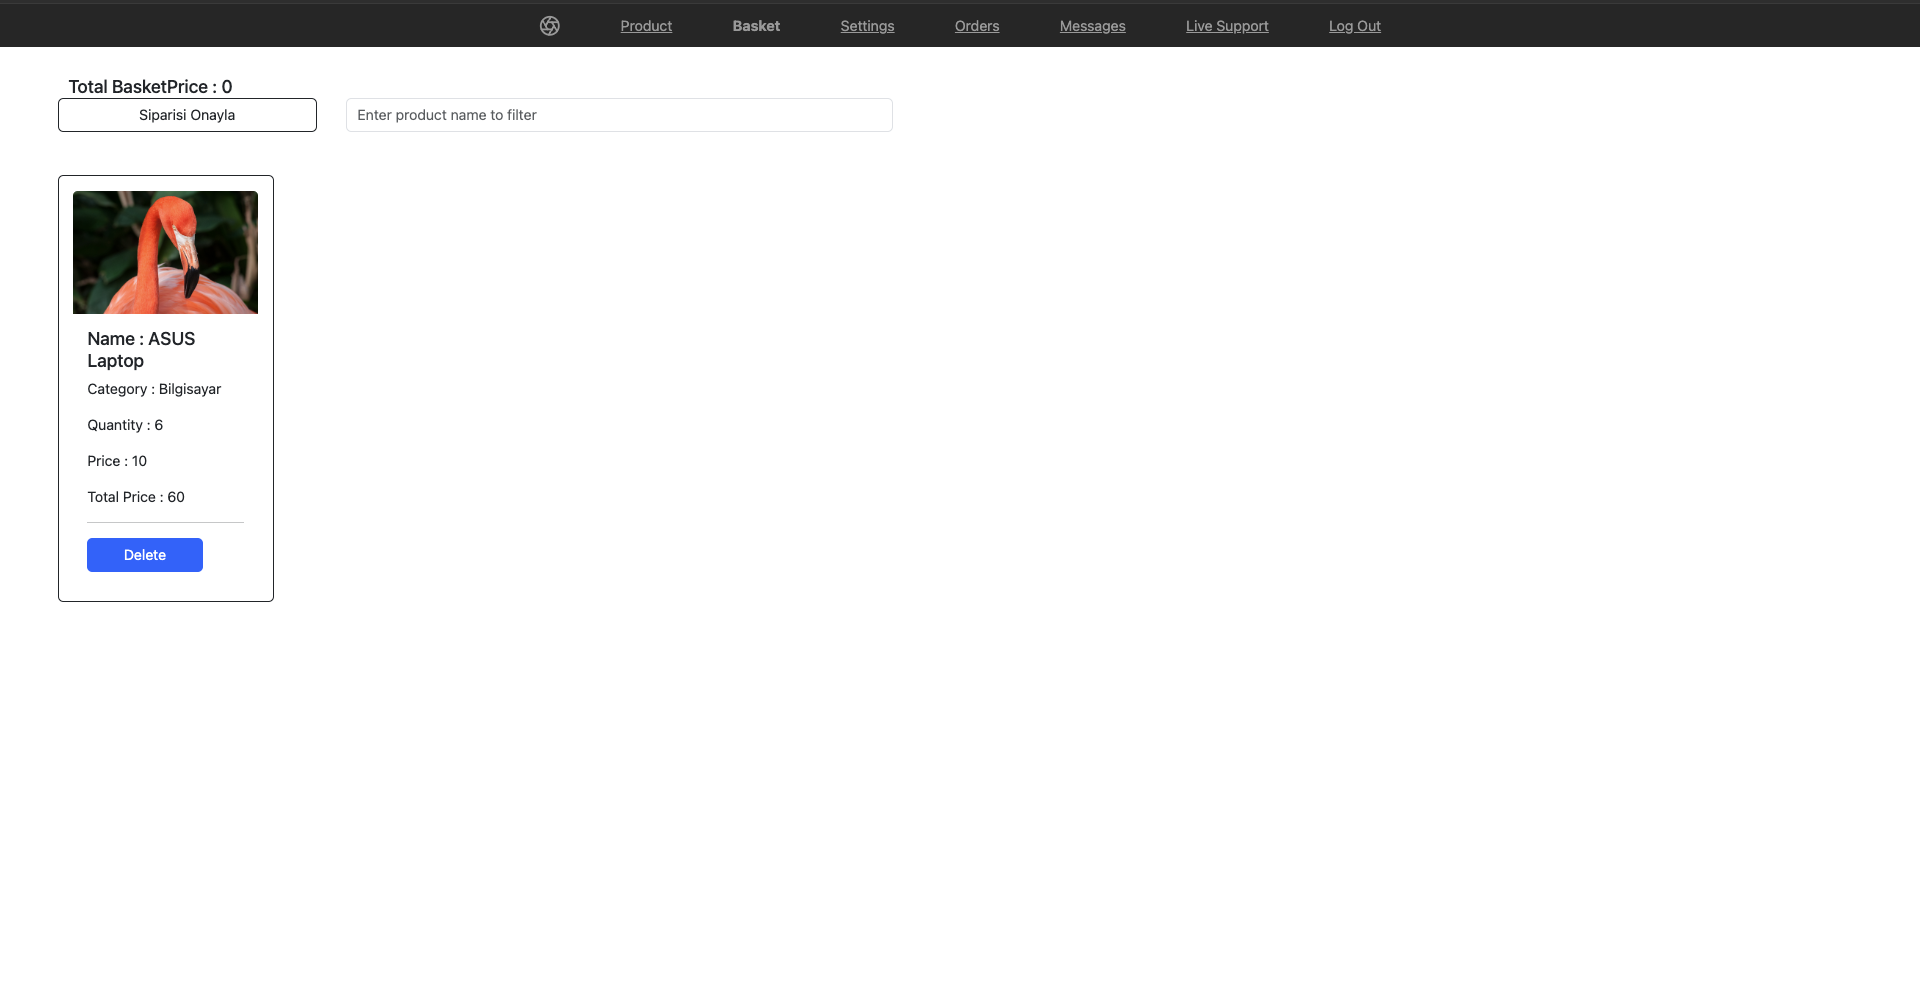 Product Basket Settings Orders Messages Live Support Log Out
Total BasketPrice : 0
Siparisi Onayla
Enter product name to filter
Name : ASUS
Laptop
Category : Bilgisayar
Quantity : 6
Price : 10
Total Price : 60
Delete